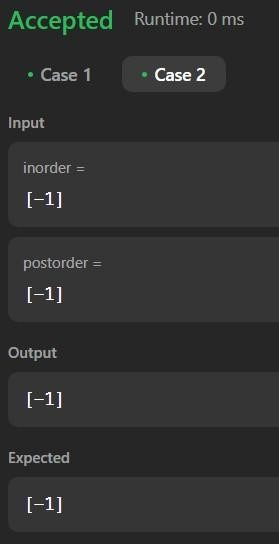 Accepted Runtime: 0 ms
• Case 1 • Case 2
Input
inorder =
[-1]
postorder =
[-1]
Output
[-1]
Expected
[-1]